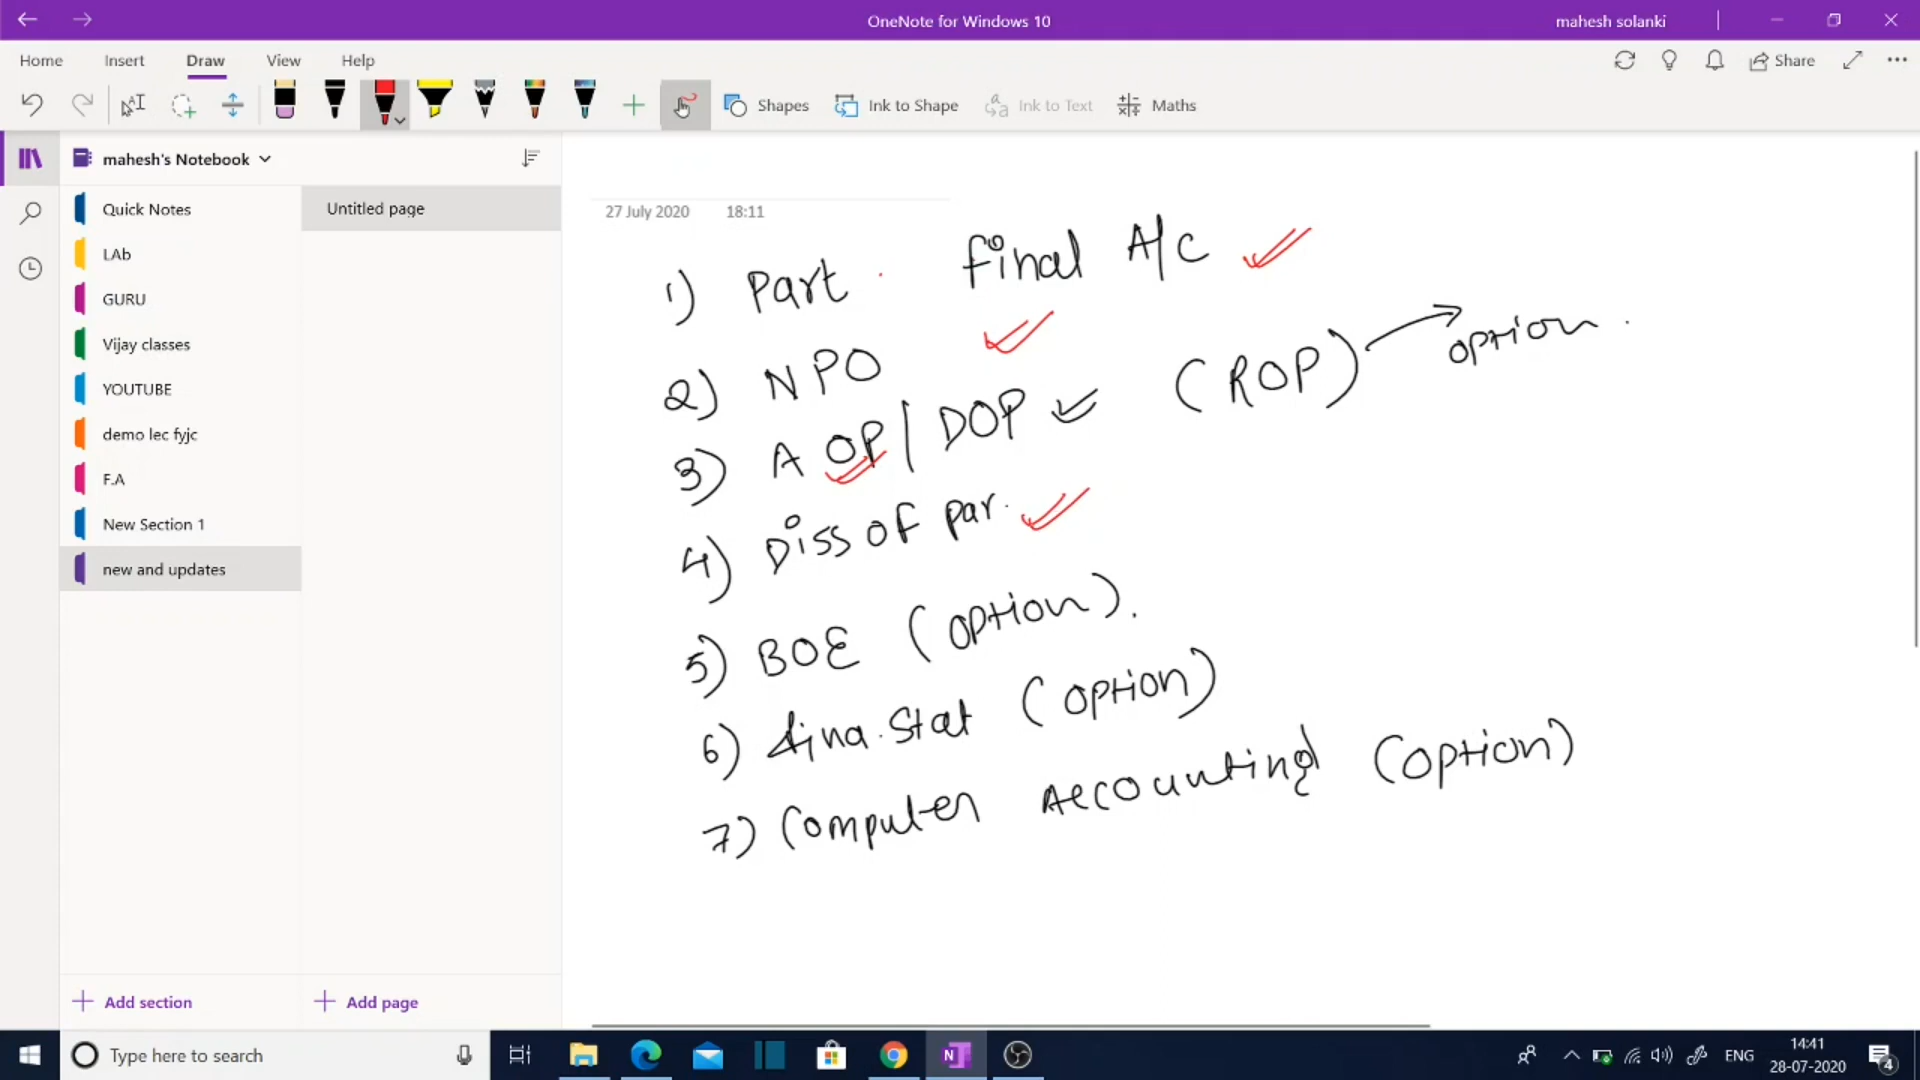 OneNote for Windows 10
mahesh solanki
Home Insert Draw View Help
Share
Shapes Ink to Shape Ink to Text Maths
mahesh's Notebook
Quick Notes
LAb
GURU
Vijay classes
YOUTUBE
demo lec fyjc
F.A
New Section 1
new and updates
Untitled page
27 July 2020 18:11
1) Part. Final A/c
2) NPO
3) AOP/DOP (ROP) → option.
4) Diss of par.
5) BOE (option).
6) fina. Stat (option)
7) Computer Accounting (option)
Add section
Add page
Type here to search
ENG
14:41
28-07-2020
4